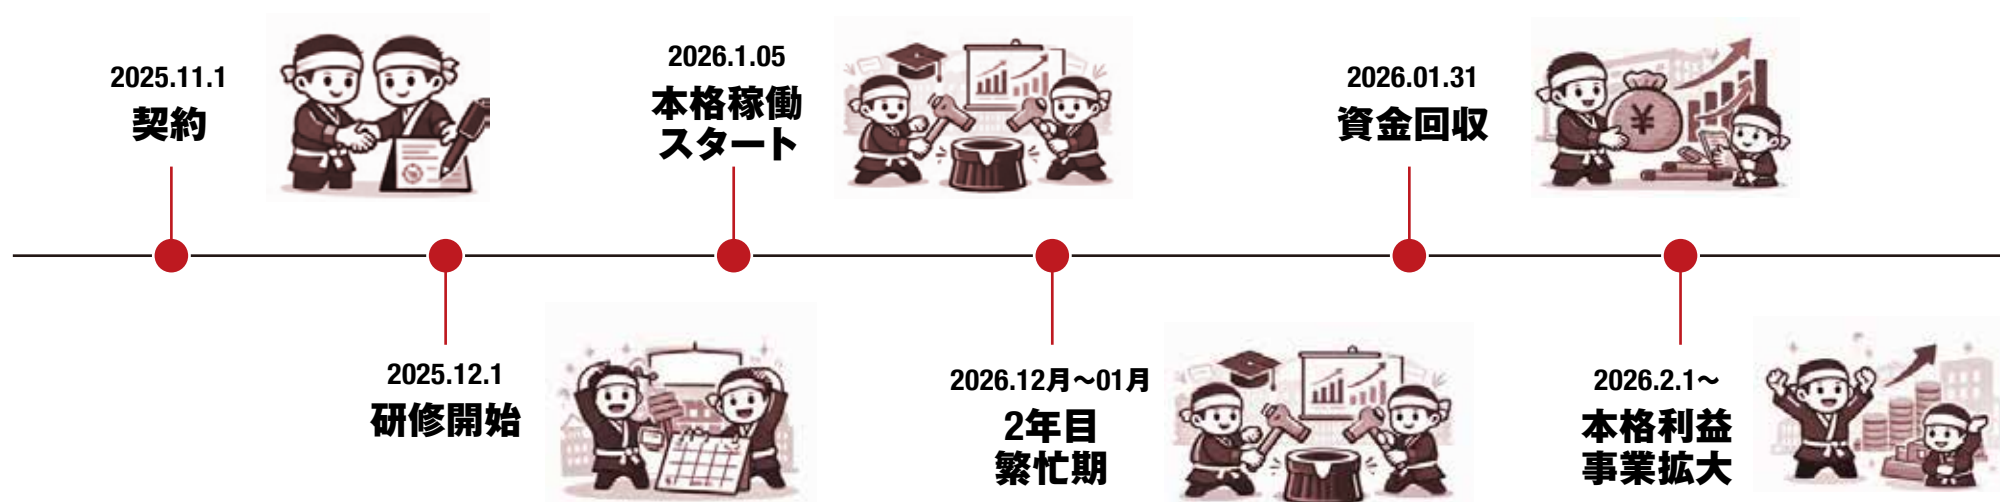 2025.11.1
契約
2025.12.1
研修開始
2026.1.05
本格稼働
スタート
2026.12月〜01月
2年目
繁忙期
2026.01.31
資金回収
¥
2026.2.1〜
本格利益
事業拡大